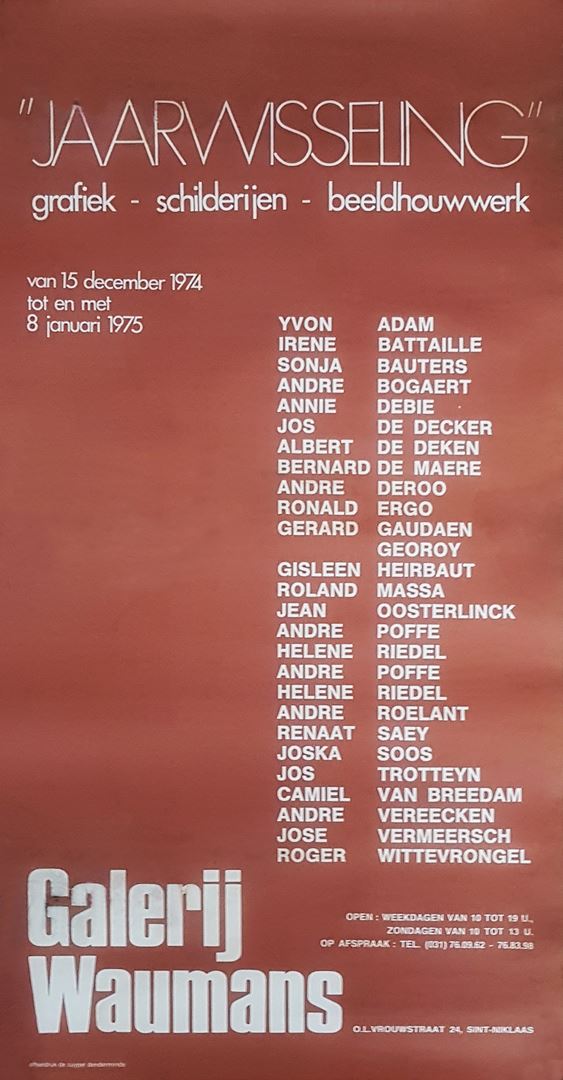 "JAARWISSELING"
grafiek - schilderijen - beeldhouwwerk
van 15 december 1974
tot en met
8 januari 1975
YVON ADAM
IRENE BATTAILLE
SONJA BAUTERS
ANDRE BOGAERT
ANNIE DEBIE
JOS DE DECKER
ALBERT DE DEKEN
BERNARD DE MAERE
ANDRE DEROO
RONALD ERGO
GERARD GAUDAEN
GEOROY
GISLEEN HEIRBAUT
ROLAND MASSA
JEAN OOSTERLINCK
ANDRE POFFE
HELENE RIEDEL
ANDRE POFFE
HELENE RIEDEL
ANDRE ROELANT
RENAAT SAEY
JOSKA SOOS
JOS TROTTEYN
CAMIEL VAN BREEDAM
ANDRE VEREECKEN
JOSE VERMEERSCH
ROGER WITTEVRONGEL
Galerij
Waumans
OPEN : WEEKDAGEN VAN 10 TOT 19 U.,
ZONDAGEN VAN 10 TOT 13 U.
OP AFSPRAAK : TEL. (031) 76.09.62 - 76.83.98
O.L.VROUWSTRAAT 24, SINT-NIKLAAS
offsetdruk de cuyper dendermonde